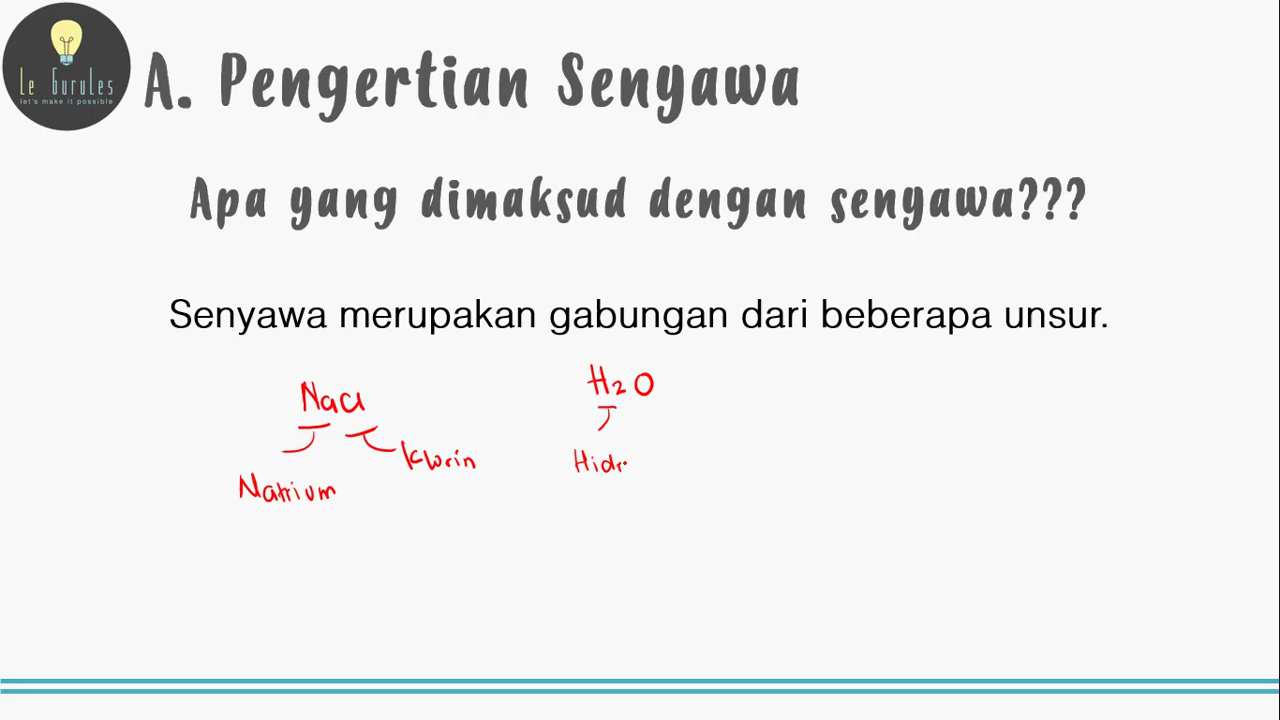 Le Gurules
let's make it possible
A. Pengertian Senyawa
Apa yang dimaksud dengan senyawa???
Senyawa merupakan gabungan dari beberapa unsur.
NaCl
H₂O
Natrium
Klorin
Hidr